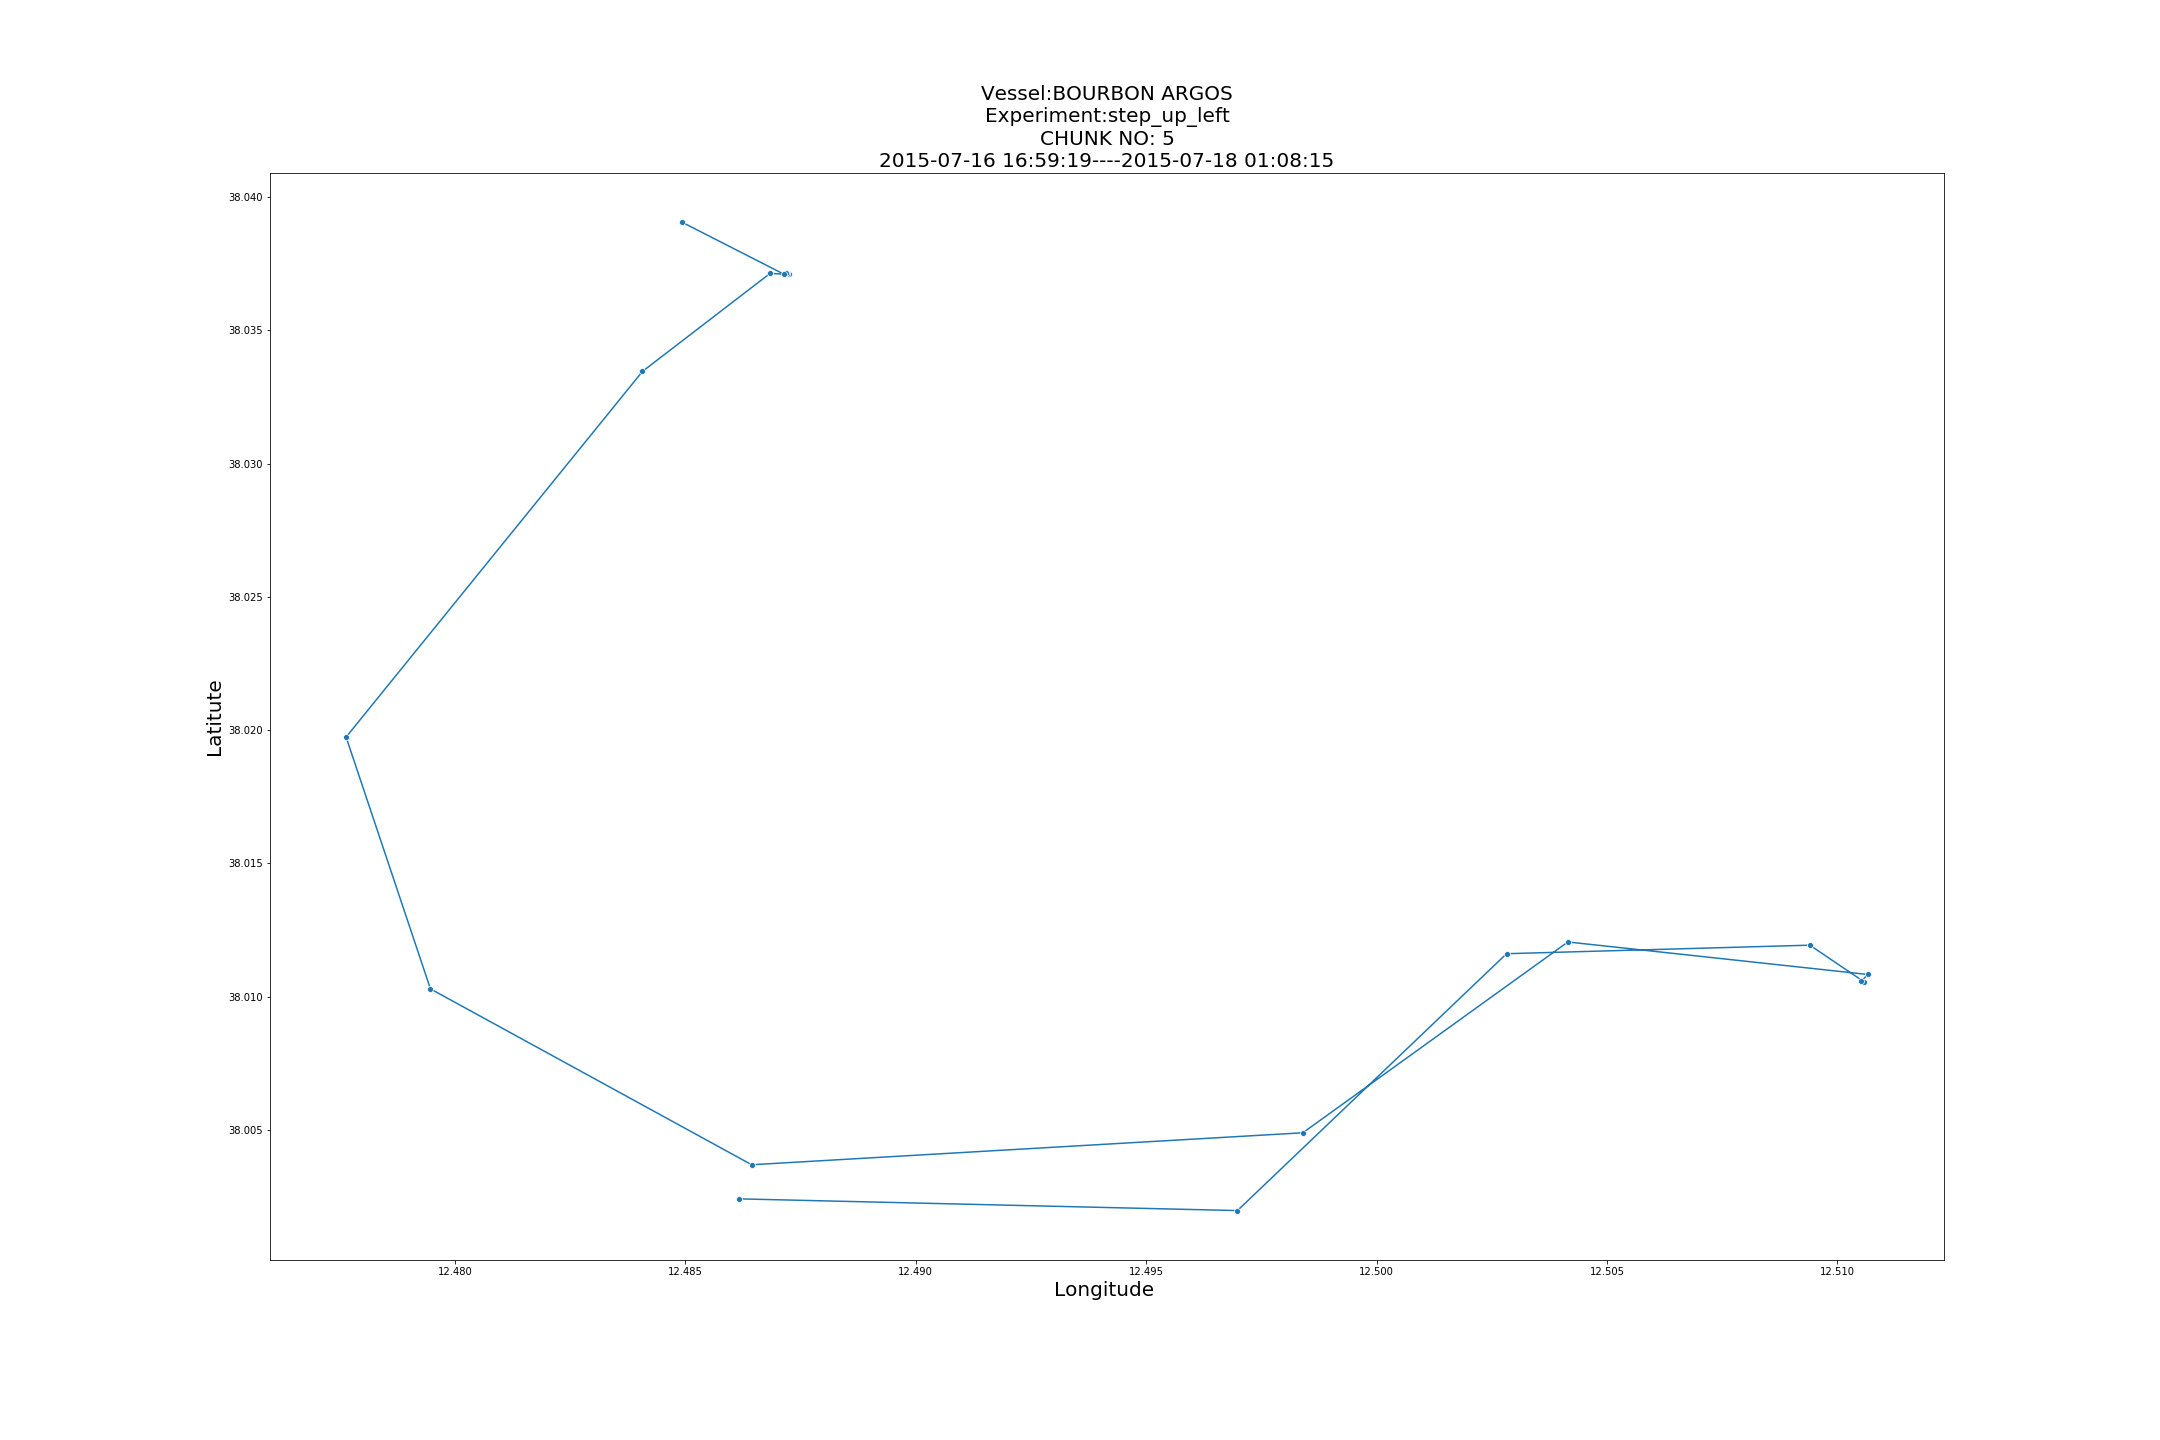 Vessel:BOURBON ARGOS
Experiment:step_up_left
CHUNK NO: 5
2015-07-16 16:59:19----2015-07-18 01:08:15
38.040
38.035
38.030
38.025
38.020
38.015
38.010
38.005
Latitute
12.480 12.485 12.490 12.495 12.500 12.505 12.510
Longitude